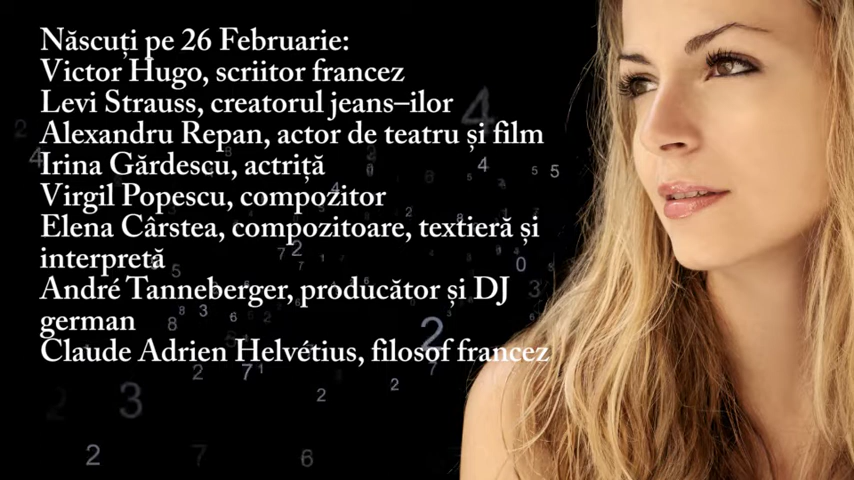 Născuți pe 26 Februarie:
Victor Hugo, scriitor francez
Levi Strauss, creatorul jeans–ilor
Alexandru Repan, actor de teatru și film
Irina Gărdescu, actriță
Virgil Popescu, compozitor
Elena Cârstea, compozitoare, textieră și
interpretă
André Tanneberger, producător și DJ
german
Claude Adrien Helvétius, filosof francez